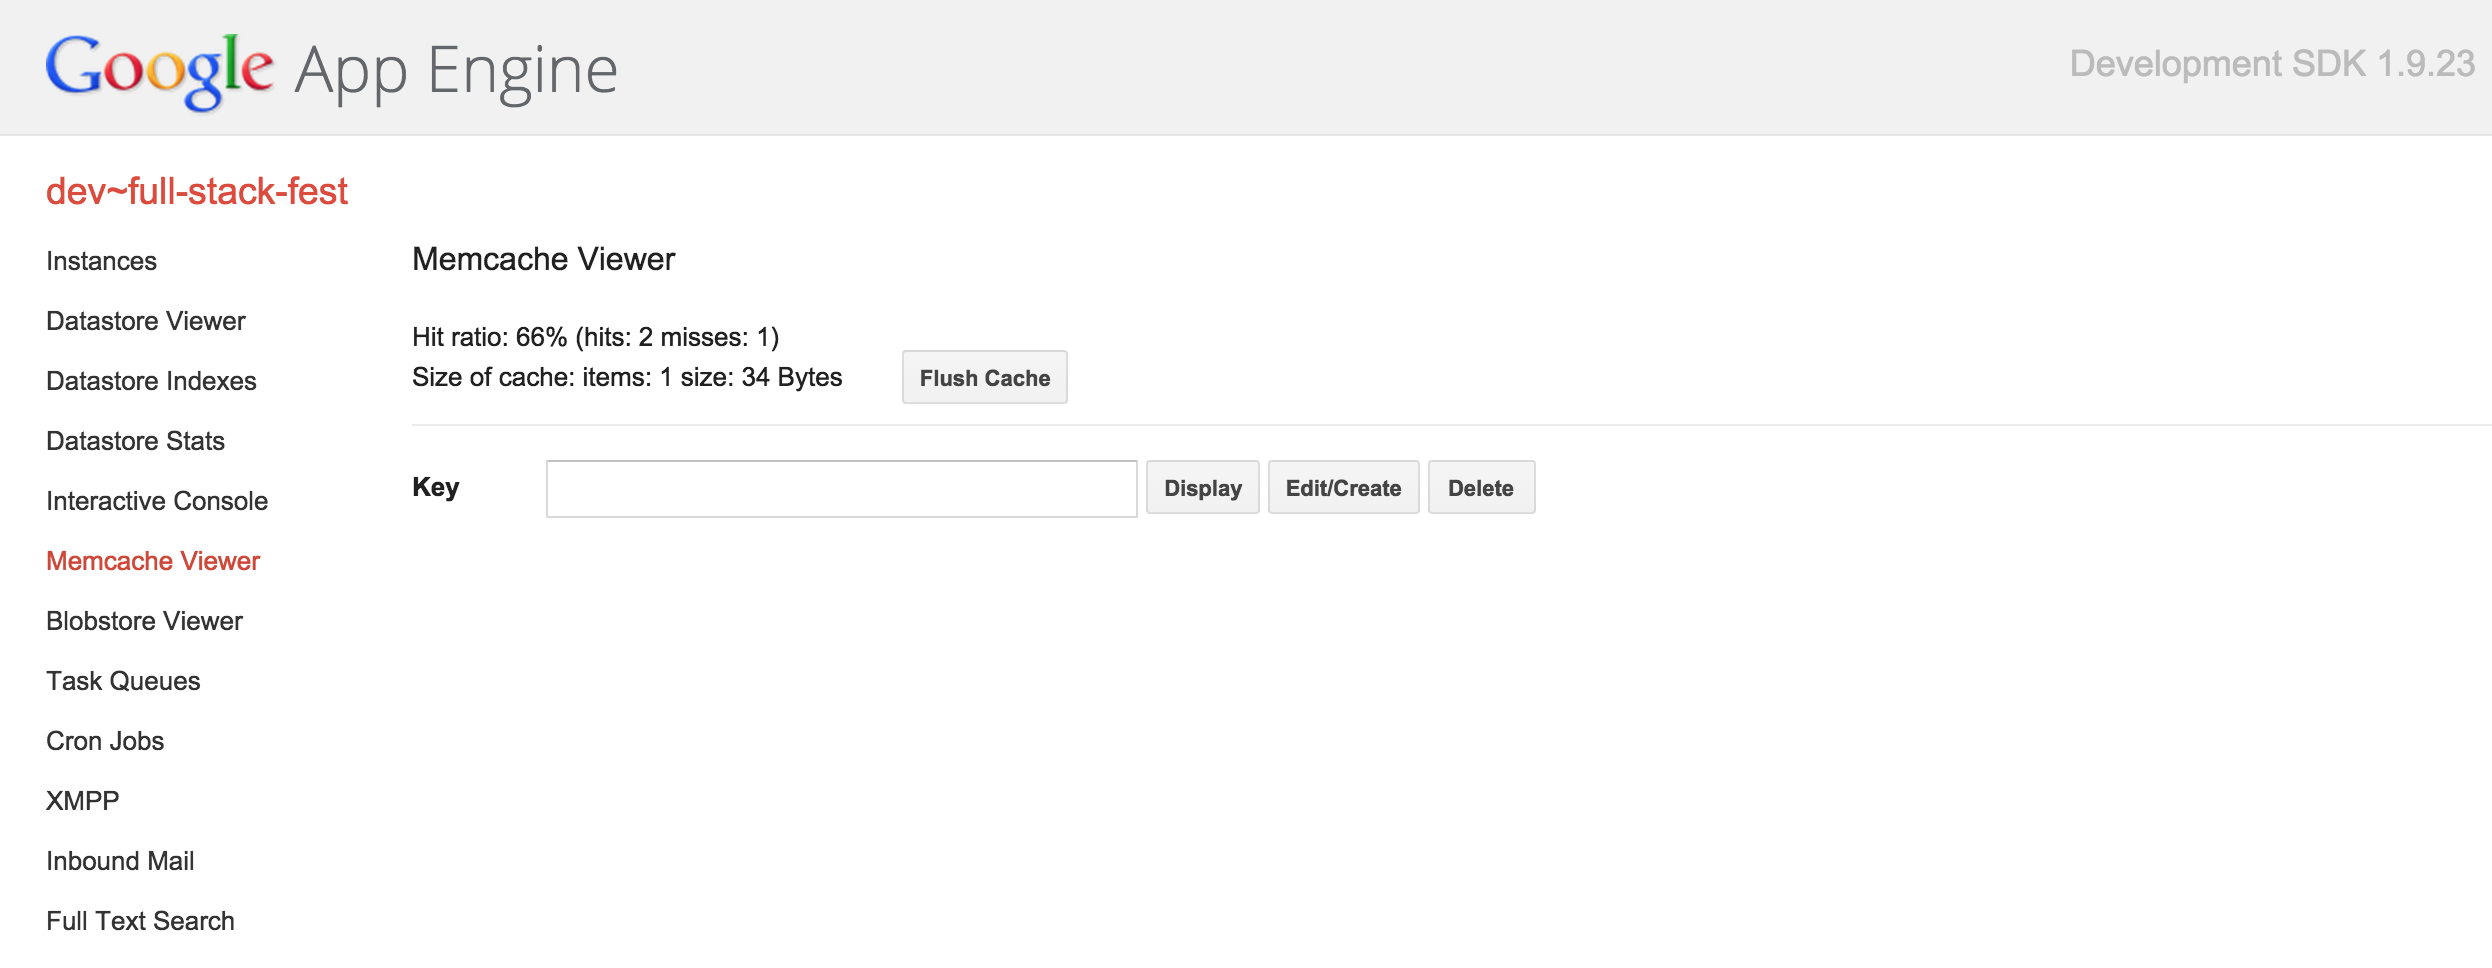 Google App Engine
Development SDK 1.9.23
dev~full-stack-fest
Instances
Datastore Viewer
Datastore Indexes
Datastore Stats
Interactive Console
Memcache Viewer
Blobstore Viewer
Task Queues
Cron Jobs
XMPP
Inbound Mail
Full Text Search
Memcache Viewer
Hit ratio: 66% (hits: 2 misses: 1)
Size of cache: items: 1 size: 34 Bytes
Flush Cache
Key
Display
Edit/Create
Delete